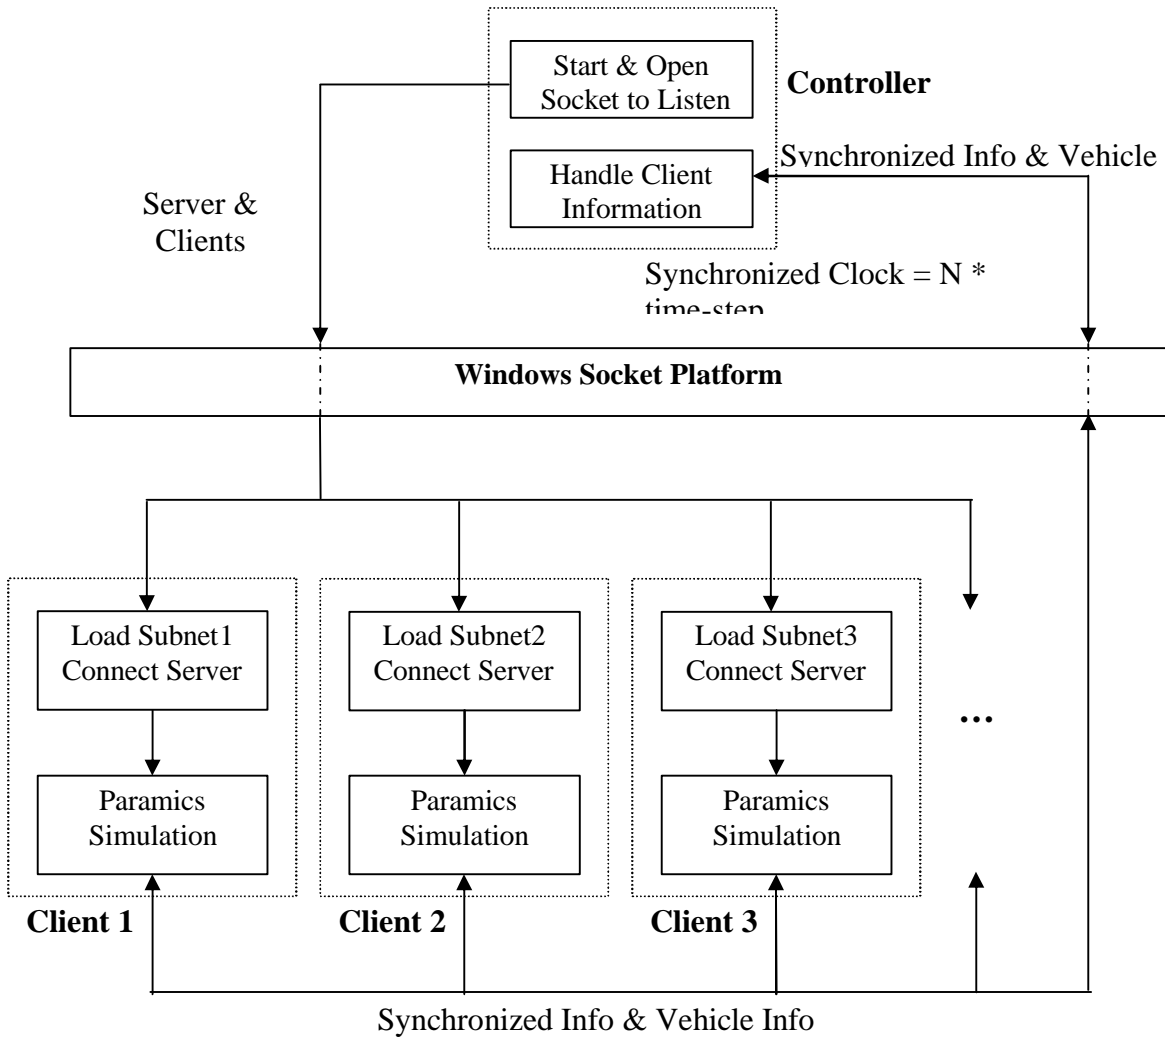 Start & Open
Socket to Listen
Controller
Handle Client
Information
Synchronized Info & Vehicle
Server &
Clients
Synchronized Clock = N *
time-step
Windows Socket Platform
Load Subnet1
Connect Server
Load Subnet2
Connect Server
Load Subnet3
Connect Server
...
Paramics
Simulation
Paramics
Simulation
Paramics
Simulation
Client 1
Client 2
Client 3
Synchronized Info & Vehicle Info